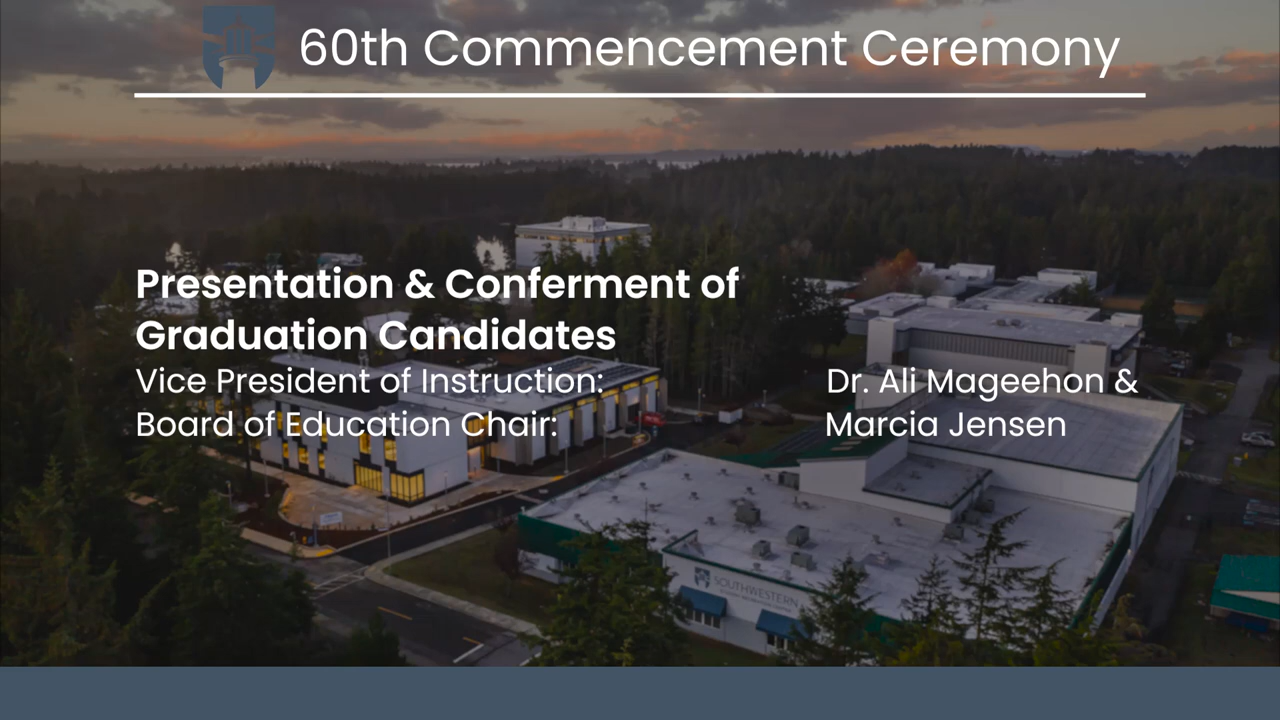 60th Commencement Ceremony
Presentation & Conferment of
Graduation Candidates
Vice President of Instruction: Dr. Ali Mageehon &
Board of Education Chair: Marcia Jensen
SOUTHWESTERN